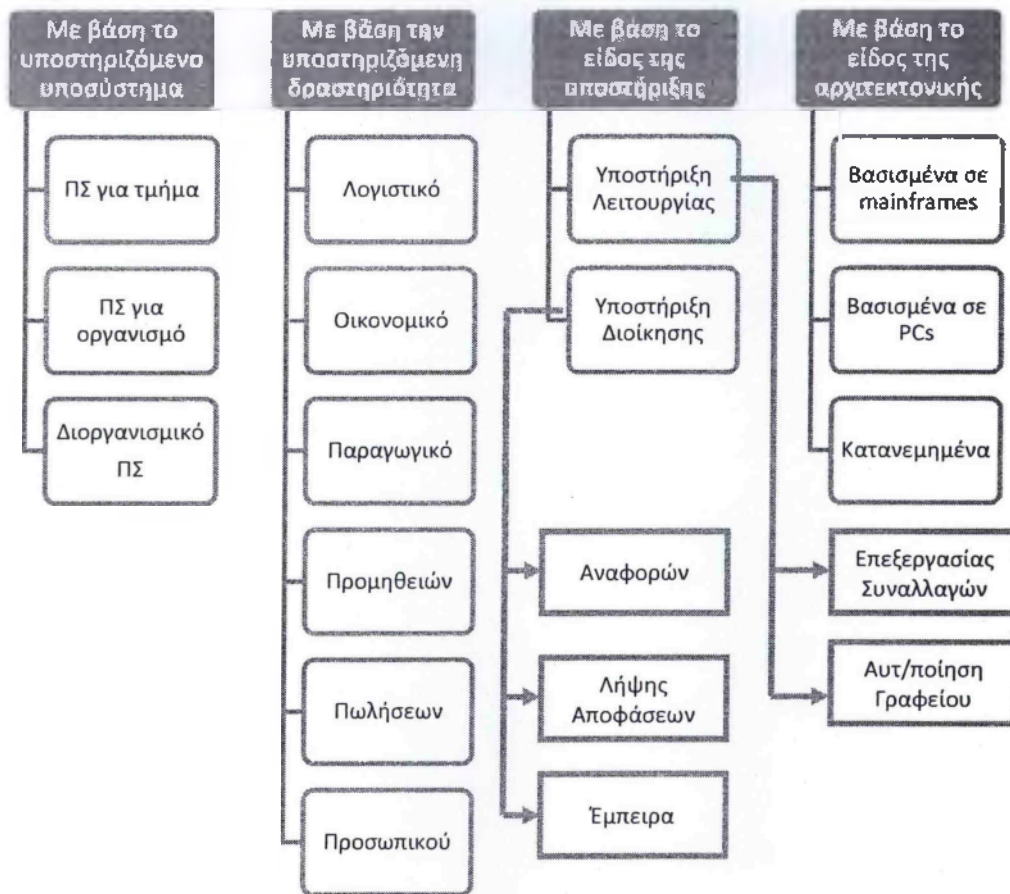 Με βάση το
υποστηριζόμενο
υποσύστημα
ΠΣ για τμήμα
ΠΣ για
οργανισμό
Διοργανισμικό
ΠΣ
Με βάση την
υποστηριζόμενη
δραστηριότητα
Λογιστικό
Οικονομικό
Παραγωγικό
Προμηθειών
Πωλήσεων
Προσωπικού
Με βάση το
είδος της
υποστήριξης
Υποστήριξη
Λειτουργίας
Υποστήριξη
Διοίκησης
Αναφορών
Λήψης
Αποφάσεων
Έμπειρα
Με βάση το
είδος της
αρχιτεκτονικής
Βασισμένα σε
mainframes
Βασισμένα σε
PCs
Κατανεμημένα
Επεξεργασίας
Συναλλαγών
Αυτ/ποίηση
Γραφείου